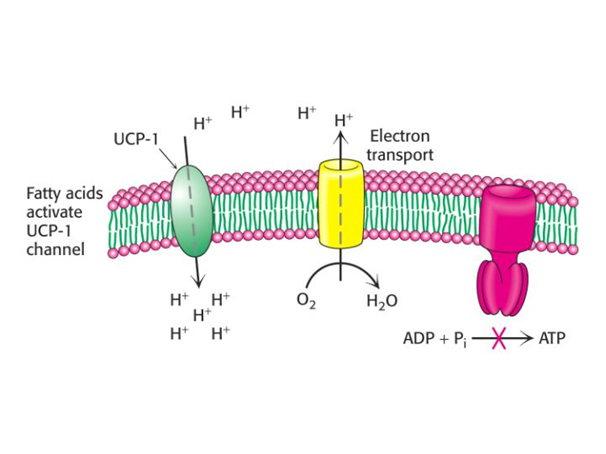 H⁺
H⁺
H⁺
H⁺
UCP-1
Electron
transport
Fatty acids
activate
UCP-1
channel
H⁺ H⁺
H⁺
H⁺ H⁺
O₂
H₂O
ADP + Pᵢ
ATP